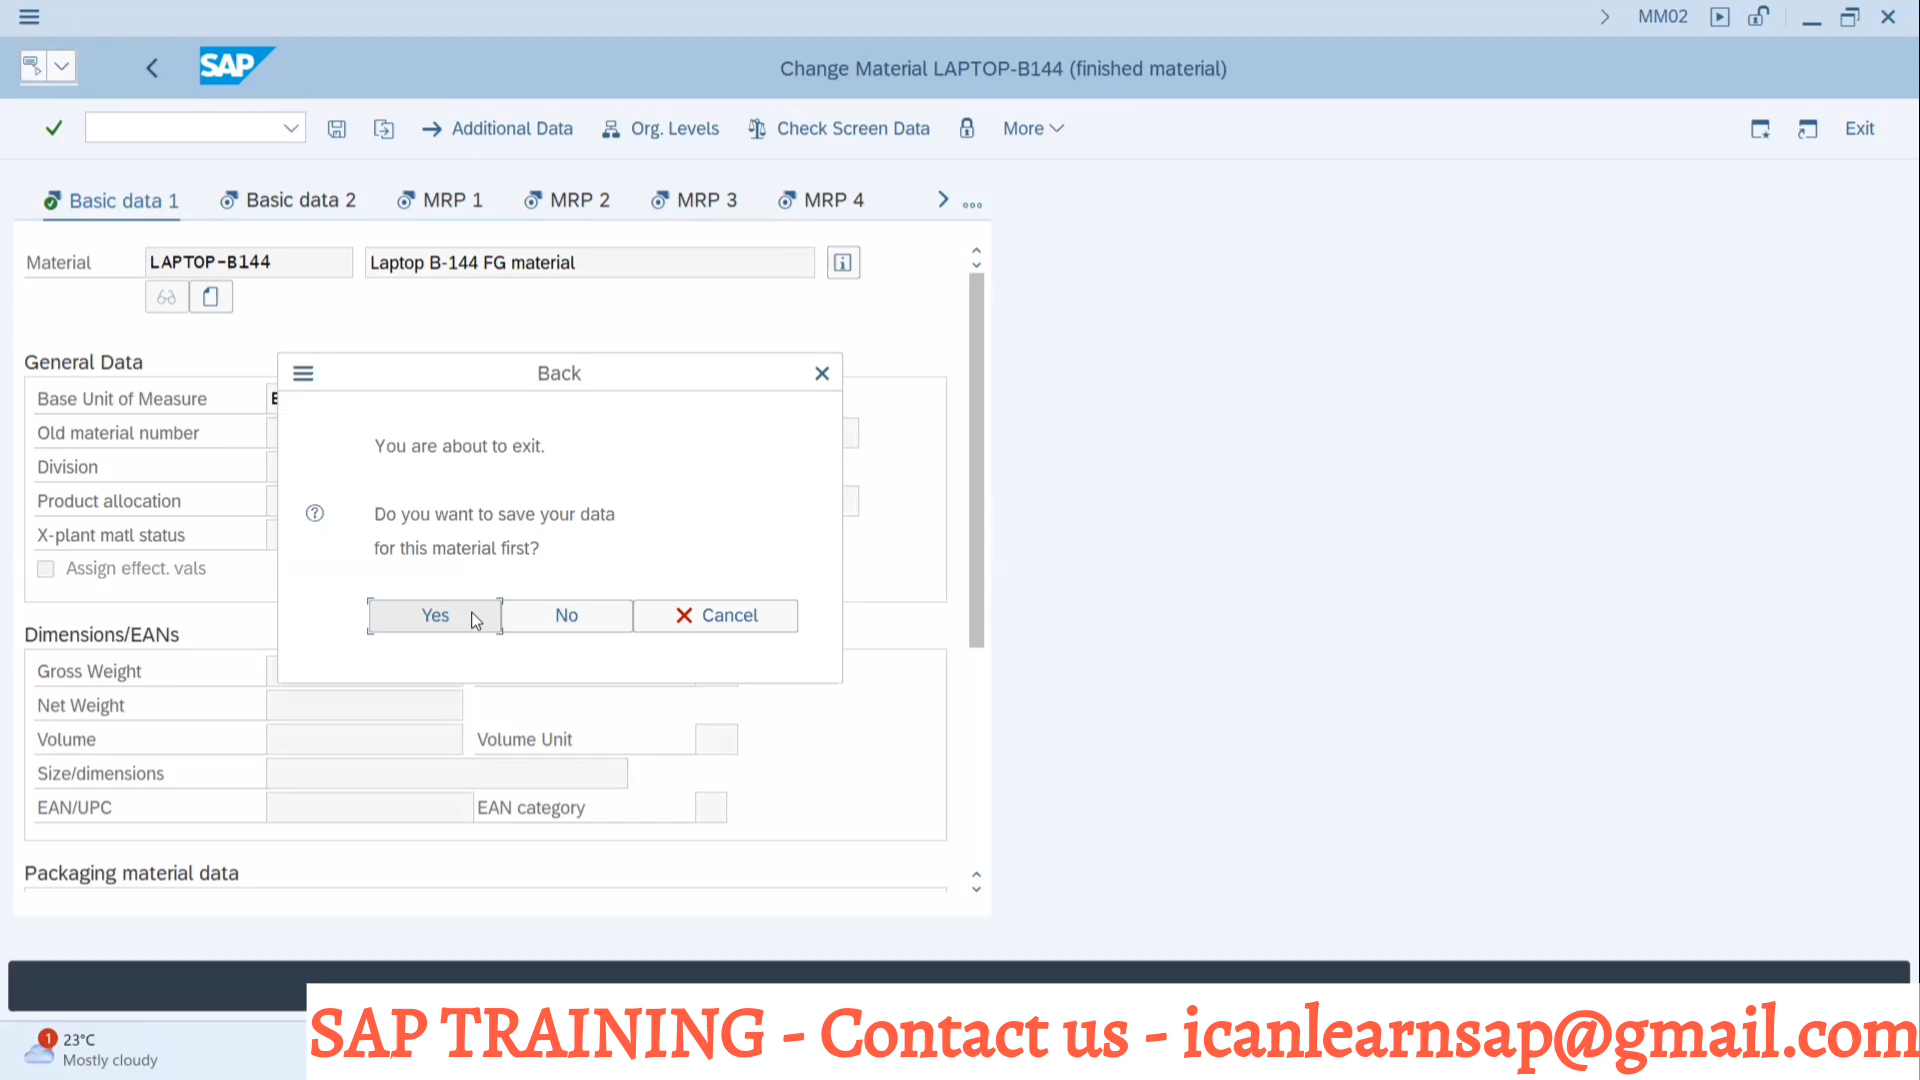 MM02
SAP
Change Material LAPTOP-B144 (finished material)
Additional Data
Org. Levels
Check Screen Data
More
Exit
Basic data 1
Basic data 2
MRP 1
MRP 2
MRP 3
MRP 4
Material
LAPTOP-B144
Laptop B-144 FG material
General Data
Base Unit of Measure
Old material number
Division
Product allocation
X-plant matl status
Assign effect. vals
Back
You are about to exit.
Do you want to save your data
for this material first?
Yes
No
Cancel
Dimensions/EANs
Gross Weight
Net Weight
Volume
Volume Unit
Size/dimensions
EAN/UPC
EAN category
Packaging material data
1
23°C
Mostly cloudy
SAP TRAINING - Contact us - icanlearnsap@gmail.com